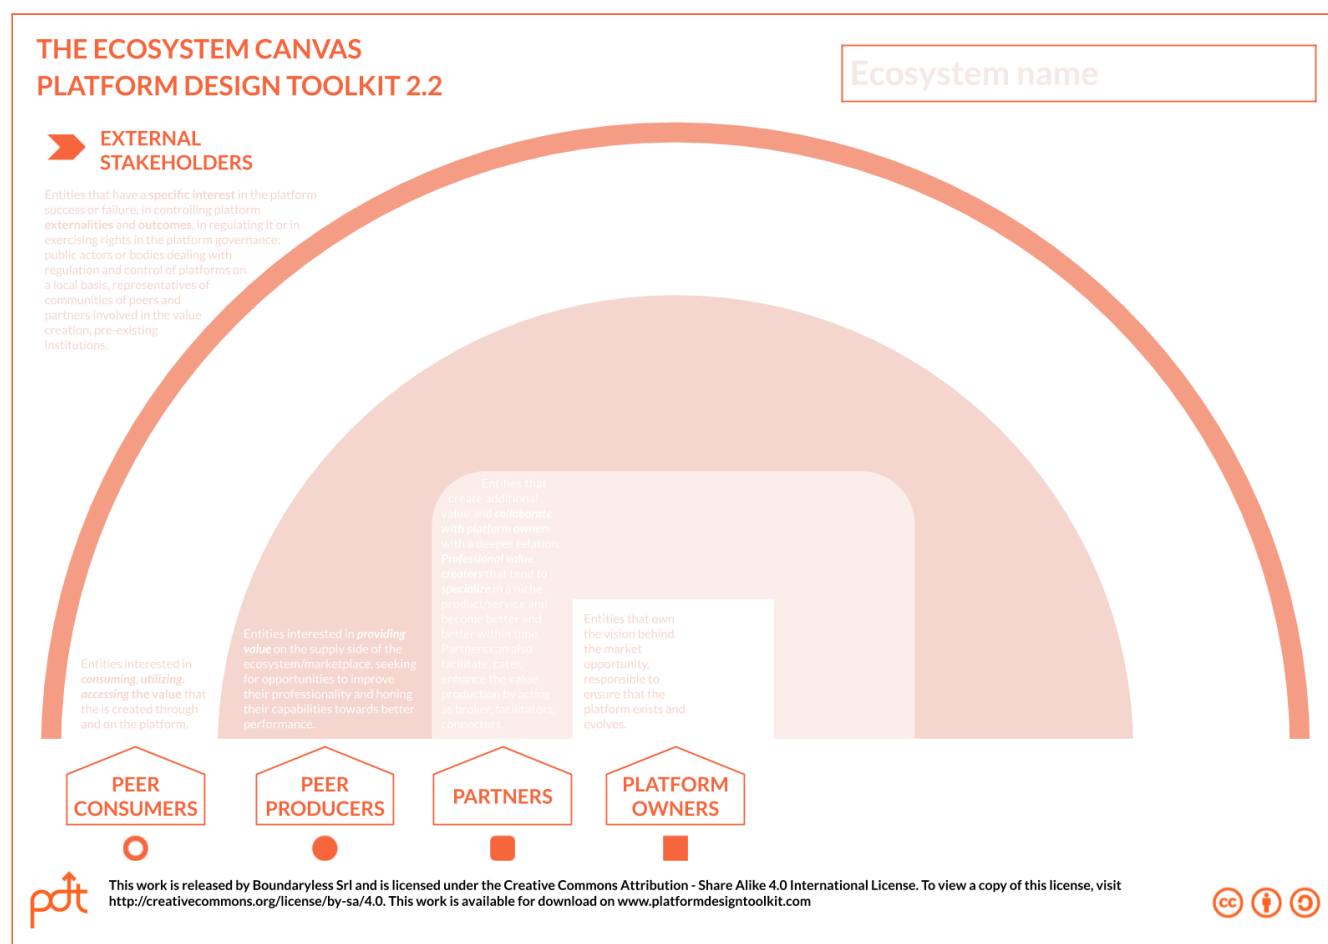 THE ECOSYSTEM CANVAS
PLATFORM DESIGN TOOLKIT 2.2
Ecosystem name
EXTERNAL
STAKEHOLDERS
Entities that have a specific interest in the platform
success or failure, in controlling platform
externalities and outcomes, in regulating it or in
exercising rights in the platform governance:
public actors or bodies dealing with
regulation and control of platforms on
a local basis, representatives of
communities of peers and
partners involved in the value
creation, pre-existing
institutions.
Entities interested in
consuming, utilizing,
accessing the value that
the is created through
and on the platform.
Entities interested in providing
value on the supply side of the
ecosystem/marketplace, seeking
for opportunities to improve
their professionality and honing
their capabilities towards better
performance.
Entities that
create additional
value and collaborate
with platform owners
with a deeper relation.
Professional value
creators that tend to
specialize in a niche
product/service and
become better and
better within time.
Partners can also
facilitate, cater,
enhance the value
production by acting
as broker, facilitators,
connectors.
Entities that own
the vision behind
the market
opportunity,
responsible to
ensure that the
platform exists and
evolves.
PEER
CONSUMERS
PEER
PRODUCERS
PARTNERS
PLATFORM
OWNERS
pdt
This work is released by Boundaryless Srl and is licensed under the Creative Commons Attribution - Share Alike 4.0 International License. To view a copy of this license, visit
http://creativecommons.org/license/by-sa/4.0. This work is available for download on www.platformdesigntoolkit.com
cc